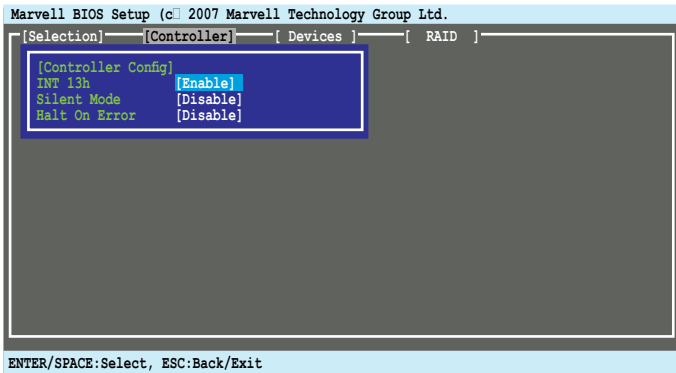 Marvell BIOS Setup (c 2007 Marvell Technology Group Ltd.
[Selection] [Controller] [ Devices ] [ RAID ]
[Controller Config]
INT 13h [Enable]
Silent Mode [Disable]
Halt On Error [Disable]
ENTER/SPACE:Select, ESC:Back/Exit